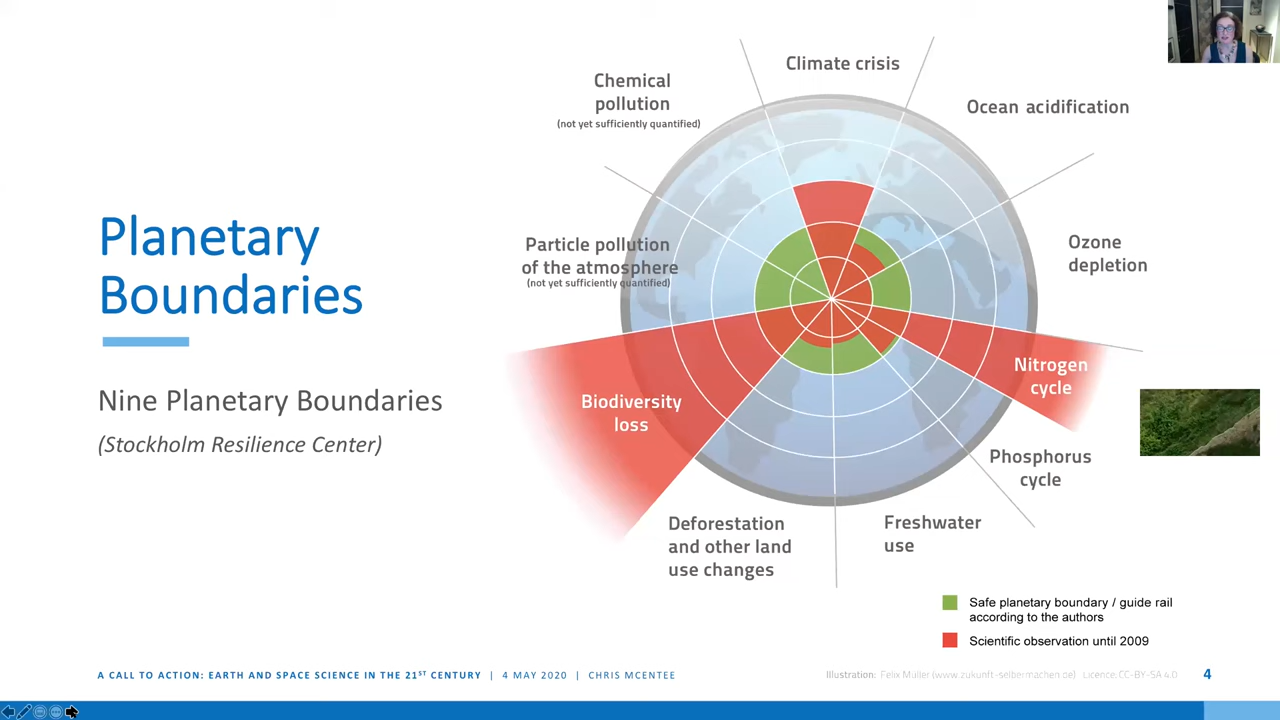 Planetary
Boundaries
Nine Planetary Boundaries
(Stockholm Resilience Center)
Climate crisis
Ocean acidification
Ozone
depletion
Nitrogen
cycle
Phosphorus
cycle
Freshwater
use
Deforestation
and other land
use changes
Biodiversity
loss
Particle pollution
of the atmosphere
(not yet sufficiently quantified)
Chemical
pollution
(not yet sufficiently quantified)
Safe planetary boundary / guide rail
according to the authors
Scientific observation until 2009
A CALL TO ACTION: EARTH AND SPACE SCIENCE IN THE 21ST CENTURY | 4 MAY 2020 | CHRIS MCENTEE
Illustration: Felix Müller (www.zukunft-selbermachen.de) Licence: CC-BY-SA 4.0
4